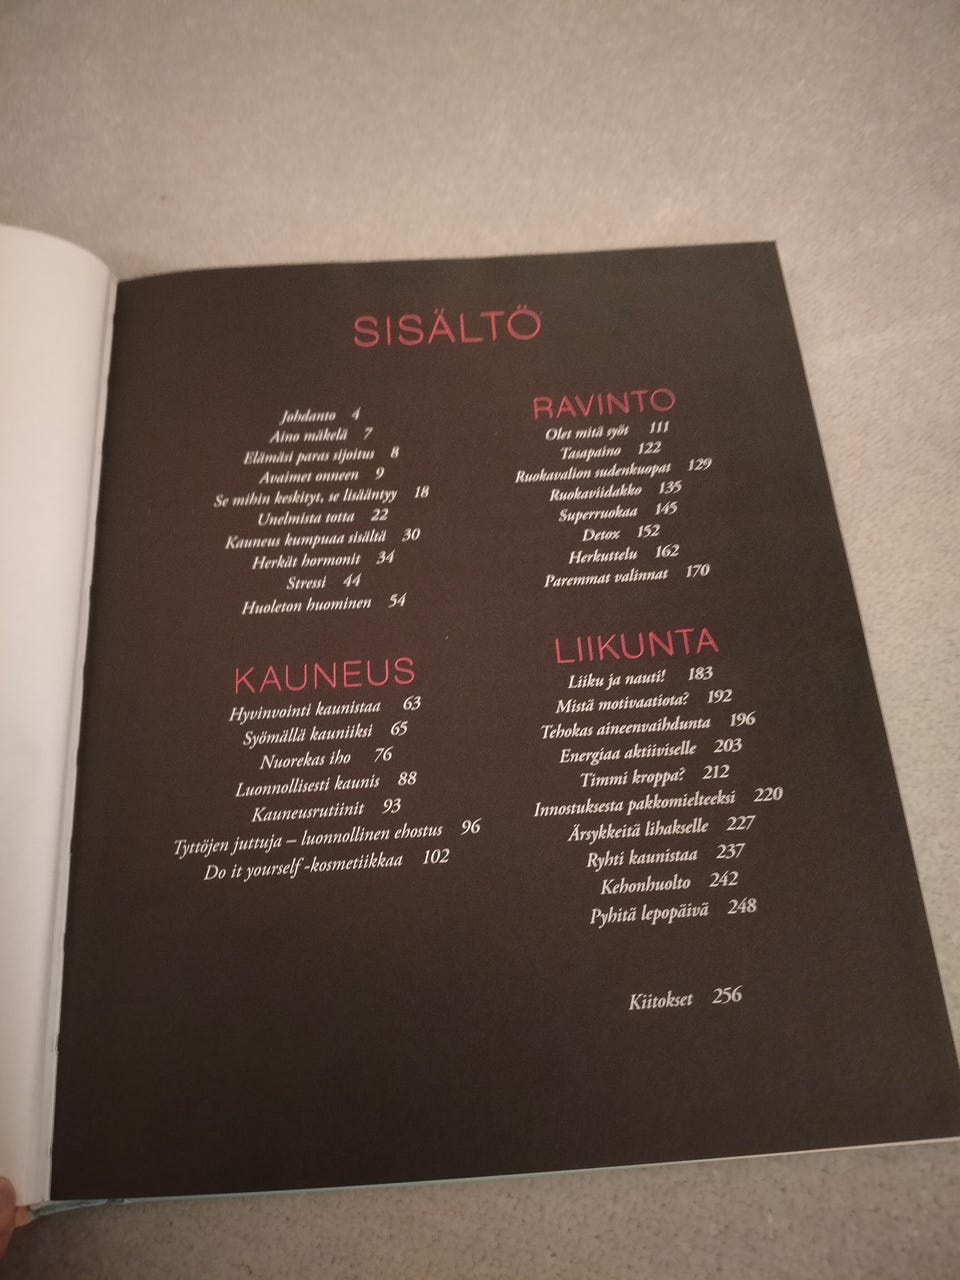 SISÄLTÖ
Johdanto 4
Aino mäkelä 7
Elämäsi paras sijoitus 8
Avaimet onneen 9
Se mihin keskityt, se lisääntyy 18
Unelmista totta 22
Kauneus kumpuaa sisältä 30
Herkät hormonit 34
Stressi 44
Huoleton huominen 54
KAUNEUS
Hyvinvointi kaunistaa 63
Syömällä kauniiksi 65
Nuorekas iho 76
Luonnollisesti kaunis 88
Kauneusrutiinit 93
Tyttöjen juttuja – luonnollinen ehostus 96
Do it yourself -kosmetiikkaa 102
RAVINTO
Olet mitä syöt 111
Tasapaino 122
Ruokavalion sudenkuopat 129
Ruokaviidakko 135
Superruokaa 145
Detox 152
Herkuttelu 162
Paremmat valinnat 170
LIIKUNTA
Liiku ja nauti! 183
Mistä motivaatiota? 192
Tehokas aineenvaihdunta 196
Energiaa aktiiviselle 203
Timmi kroppa? 212
Innostuksesta pakkomielteeksi 220
Ärsykkeitä lihakselle 227
Ryhti kaunistaa 237
Kehonhuolto 242
Pyhitä lepopäivä 248
Kiitokset 256